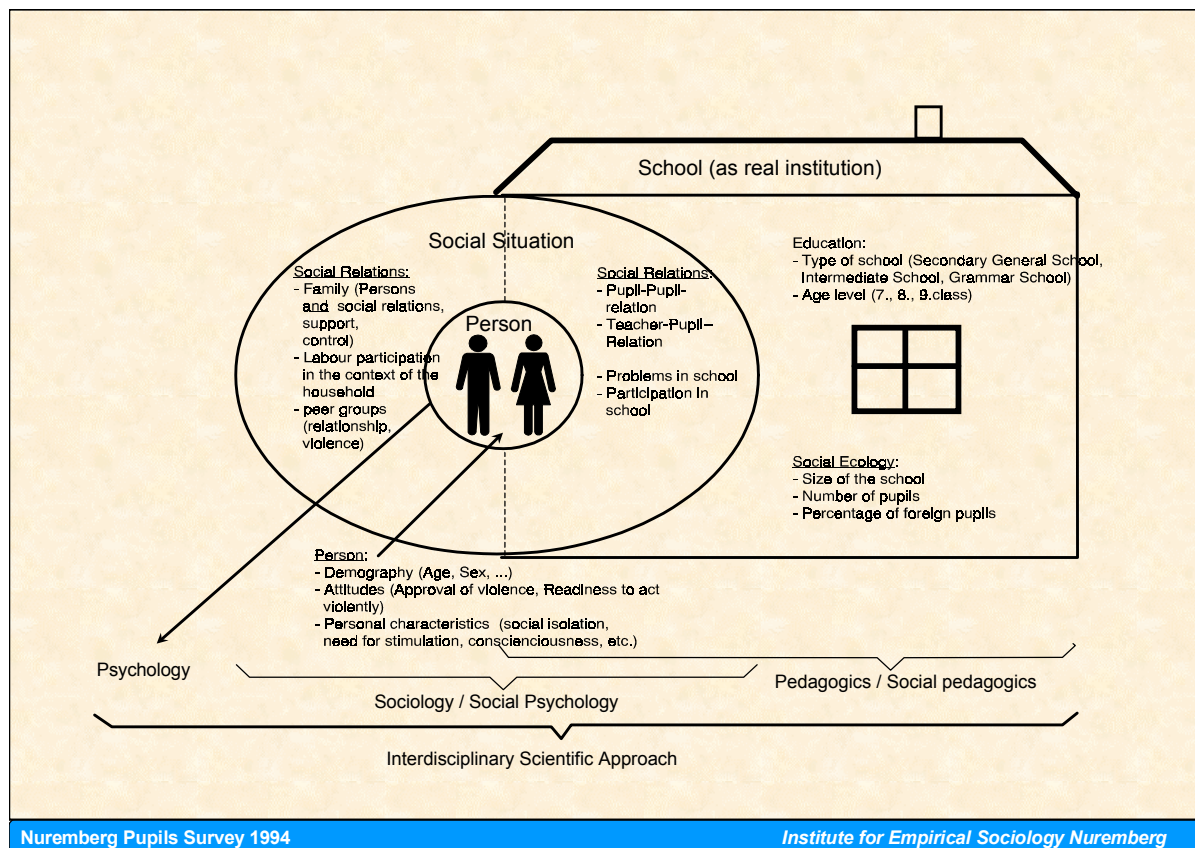 School (as real institution)
Social Situation
Social Relations:
- Family (Persons
and social relations,
support,
control)
- Labour participation
in the context of the
household
- peer groups
(relationship,
violence)
Person
Social Relations:
- Pupil-Pupil-
relation
- Teacher-Pupil–
Relation
- Problems in school
- Participation in
school
Education:
- Type of school (Secondary General School,
Intermediate School, Grammar School)
- Age level (7., 8., 9.class)
Social Ecology:
- Size of the school
- Number of pupils
- Percentage of foreign pupils
Person:
- Demography (Age, Sex, ...)
- Attitudes (Approval of violence, Readiness to act
violently)
- Personal characteristics (social isolation,
need for stimulation, conscienciousness, etc.)
Psychology
Sociology / Social Psychology
Pedagogics / Social pedagogics
Interdisciplinary Scientific Approach
Nuremberg Pupils Survey 1994
Institute for Empirical Sociology Nuremberg